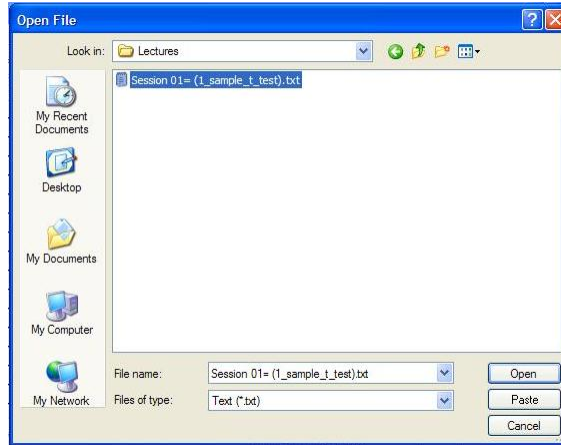 Open File
Look in:
Lectures
Session 01= (1_sample_t_test).txt
My Recent
Documents
Desktop
My Documents
My Computer
My Network
File name:
Session 01= (1_sample_t_test).txt
Open
Files of type:
Text (*.txt)
Paste
Cancel